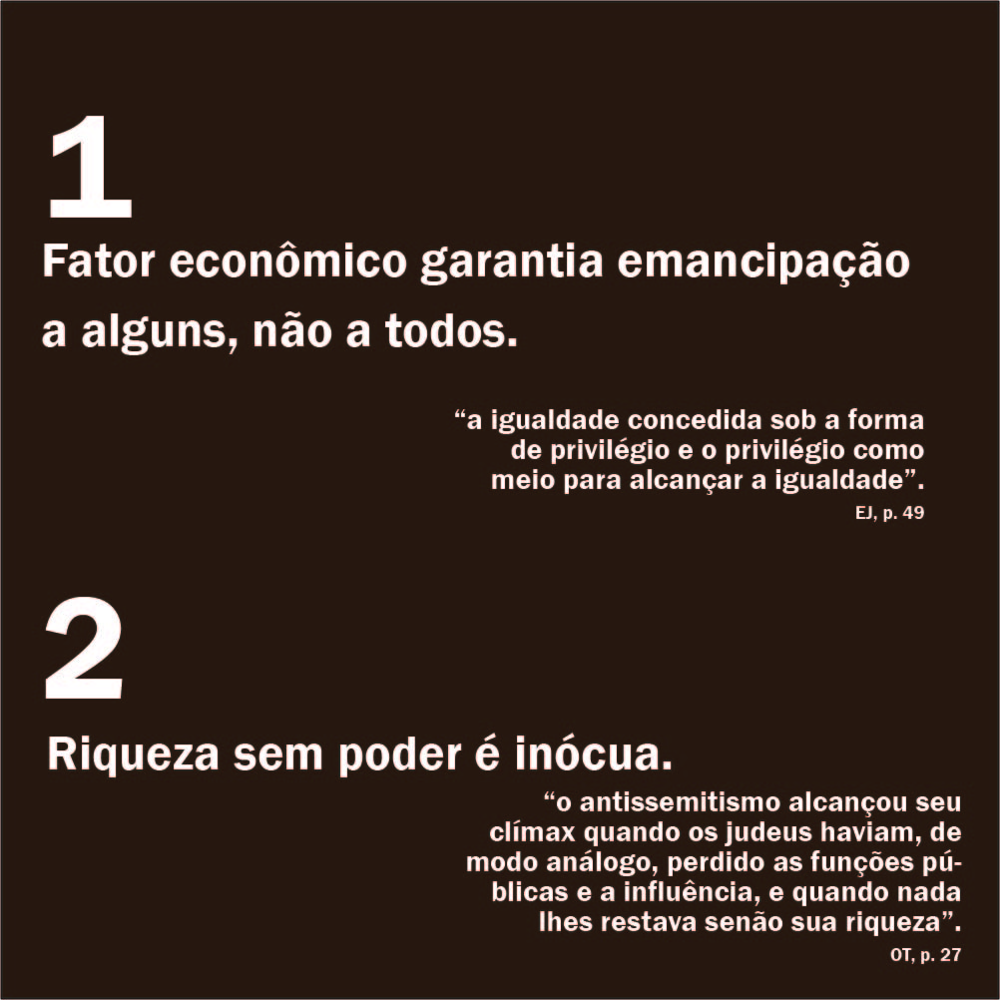 1
Fator econômico garantia emancipação
a alguns, não a todos.
“a igualdade concedida sob a forma
de privilégio e o privilégio como
meio para alcançar a igualdade”.
EJ, p. 49
2
Riqueza sem poder é inócua.
“o antissemitismo alcançou seu
clímax quando os judeus haviam, de
modo análogo, perdido as funções pú-
blicas e a influência, e quando nada
lhes restava senão sua riqueza”.
OT, p. 27